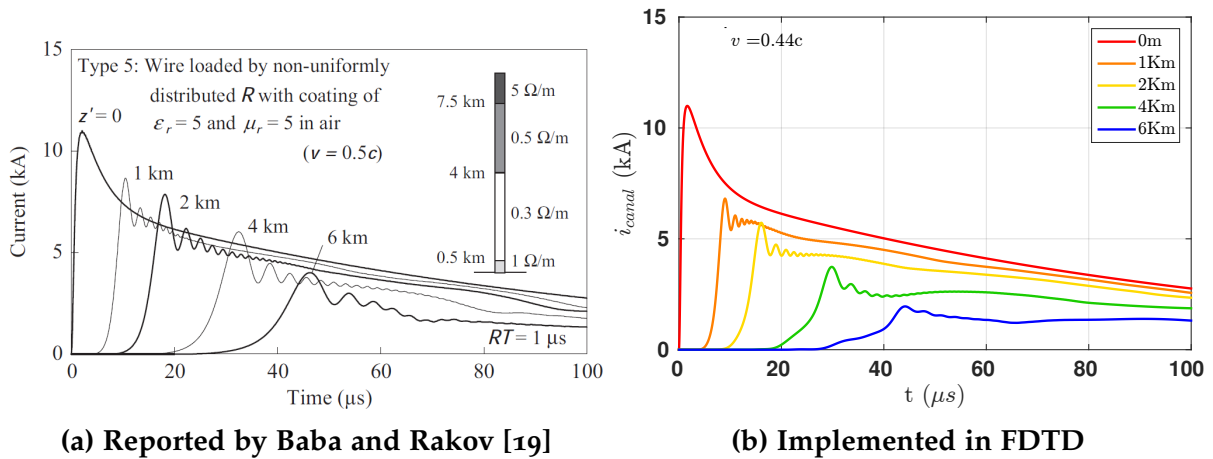 15
Type 5: Wire loaded by non-uniformly
distributed R with coating of
εr = 5 and μr = 5 in air
(v = 0.5c)
z' = 0
1 km
2 km
4 km
6 km
7.5 km
4 km
0.5 km
5 Ω/m
0.5 Ω/m
0.3 Ω/m
1 Ω/m
RT = 1 μs
10
5
0
Current (kA)
0 20 40 60 80 100
Time (μs)
(a) Reported by Baba and Rakov [19]
v =0.44c
0m
1Km
2Km
4Km
6Km
15
10
5
0
i canal (kA)
0 20 40 60 80 100
t (μs)
(b) Implemented in FDTD